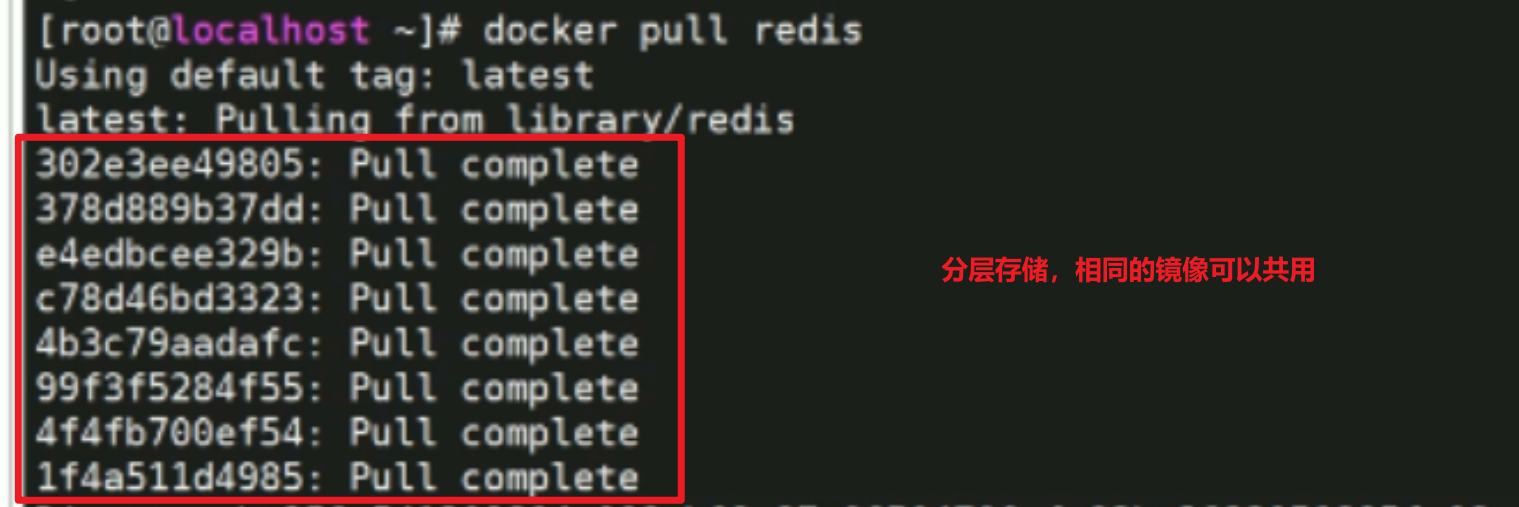 [root@localhost ~]# docker pull redis
Using default tag: latest
latest: Pulling from library/redis
302e3ee49805: Pull complete
378d889b37dd: Pull complete
e4edbcee329b: Pull complete
分层存储，相同的镜像可以共用
c78d46bd3323: Pull complete
4b3c79aadafc: Pull complete
99f3f5284f55: Pull complete
4f4fb700ef54: Pull complete
1f4a511d4985: Pull complete